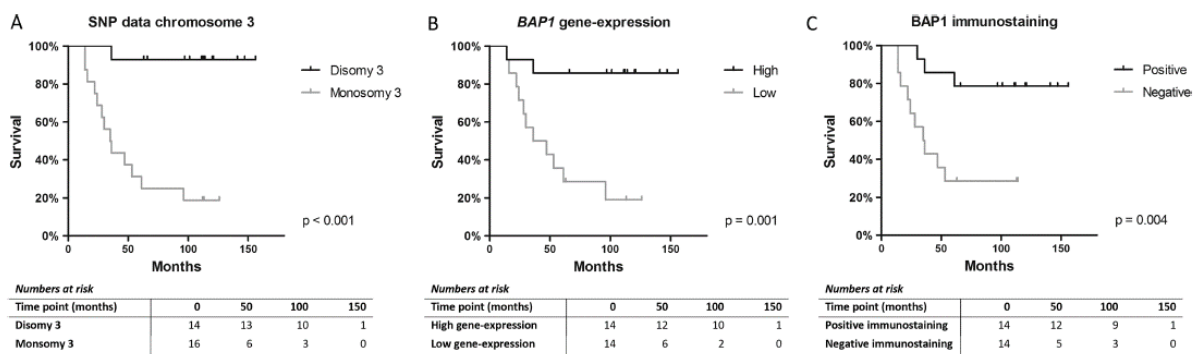 A
SNP data chromosome 3
100%
80%
60%
40%
20%
0%
Survival
0
50
100
150
Months
Disomy 3
Monosomy 3
p < 0.001
Numbers at risk
Time point (months) 0 50 100 150
Disomy 3 14 13 10 1
Monsomy 3 16 6 3 0
B
BAP1 gene-expression
100%
80%
60%
40%
20%
0%
Survival
0
50
100
150
Months
High
Low
p = 0.001
Numbers at risk
Time point (months) 0 50 100 150
High gene-expression 14 12 10 1
Low gene-expression 14 6 2 0
C
BAP1 immunostaining
100%
80%
60%
40%
20%
0%
Survival
0
50
100
150
Months
Positive
Negative
p = 0.004
Numbers at risk
Time point (months) 0 50 100 150
Positive immunostaining 14 12 9 1
Negative immunostaining 14 5 3 0